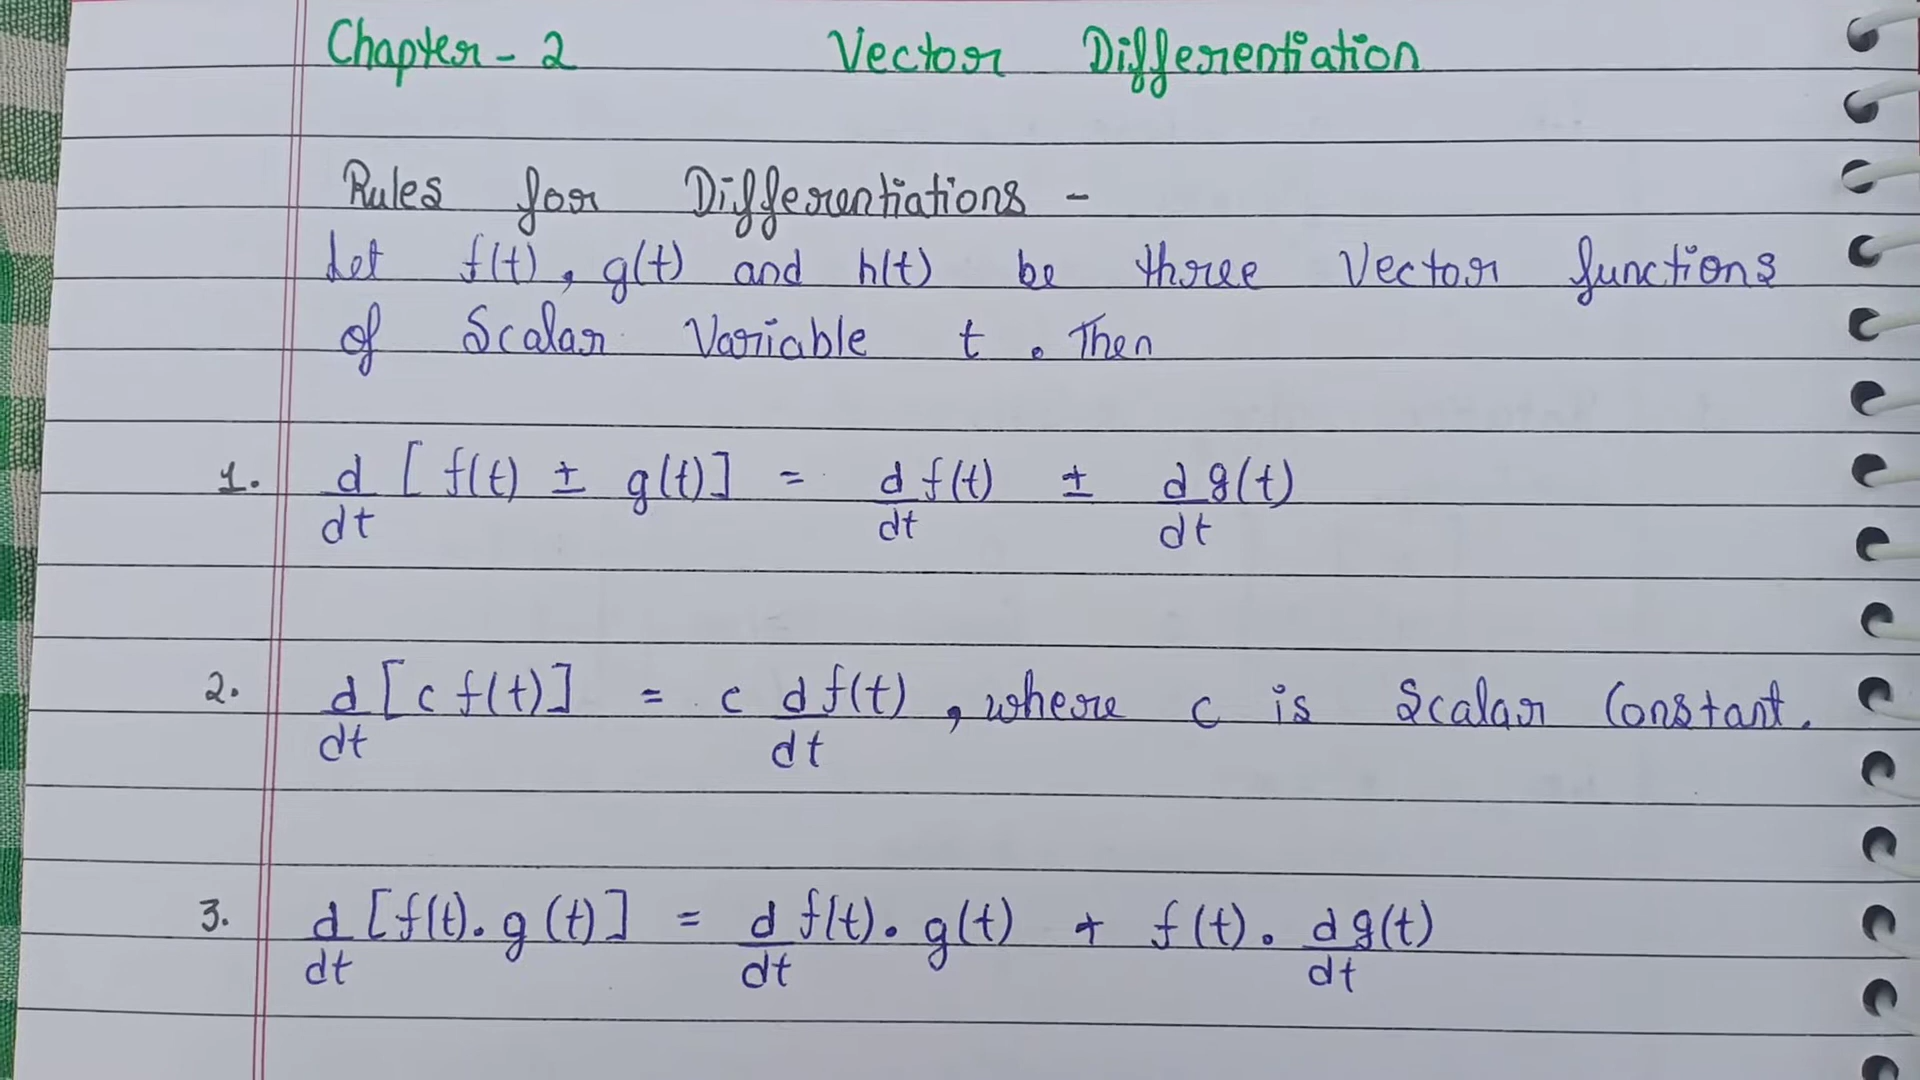 Chapter - 2 Vector Differentiation
Rules for Differentiations -
Let f(t), g(t) and h(t) be three Vector functions
of Scalar Variable t. Then
1. d/dt [f(t) ± g(t)] = d/dt f(t) ± d/dt g(t)
2. d/dt [c f(t)] = c d/dt f(t), where c is Scalar Constant.
3. d/dt [f(t). g(t)] = d/dt f(t). g(t) + f(t). d/dt g(t)